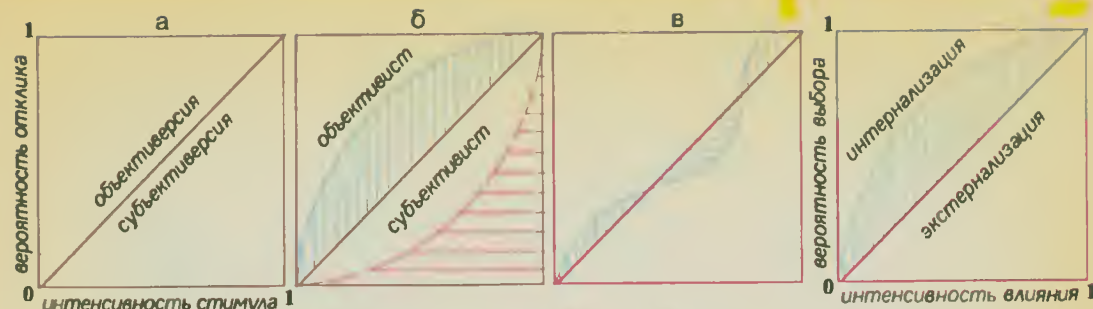 1 а б в 1
вероятность отклика
объективерсия
субъективерсия
0
интенсивность стимула 1
объективист
субъективист
вероятность выбора
интернализация
экстернализация
0
интенсивность влияния 1